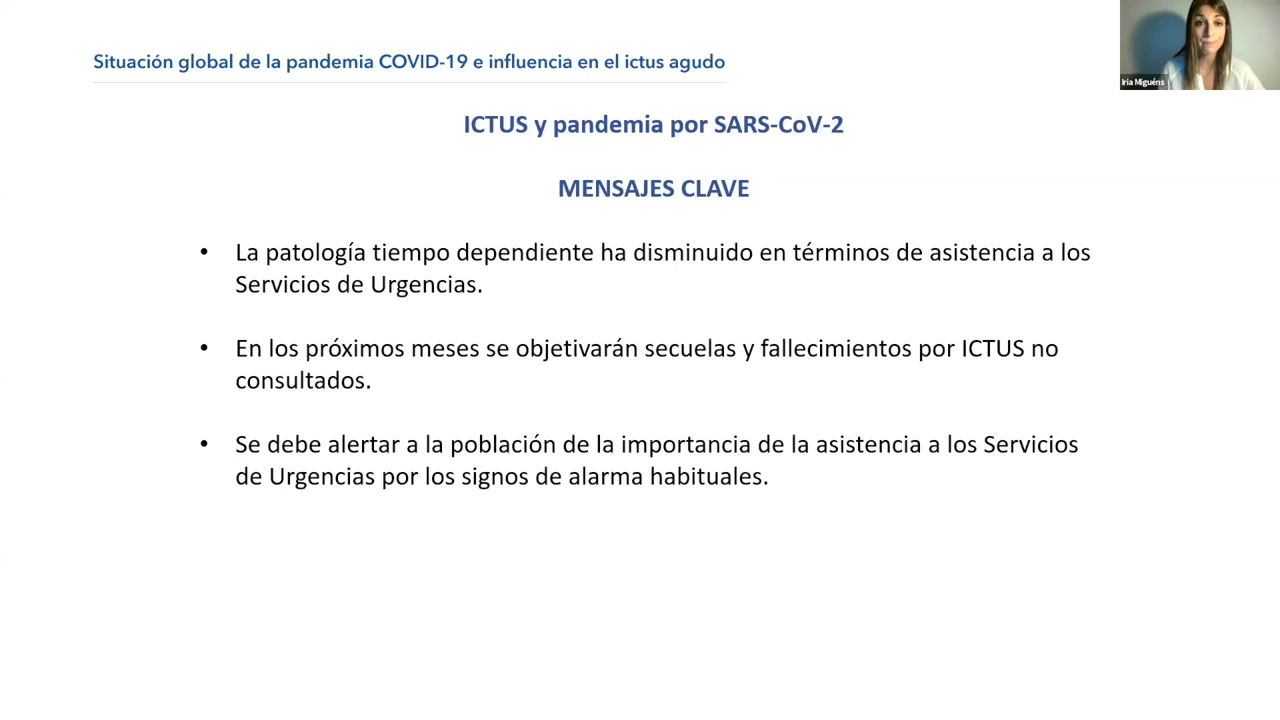 Situación global de la pandemia COVID-19 e influencia en el ictus agudo
Iria Miguéns
ICTUS y pandemia por SARS-CoV-2
MENSAJES CLAVE
• La patología tiempo dependiente ha disminuido en términos de asistencia a los
Servicios de Urgencias.
• En los próximos meses se objetivarán secuelas y fallecimientos por ICTUS no
consultados.
• Se debe alertar a la población de la importancia de la asistencia a los Servicios
de Urgencias por los signos de alarma habituales.